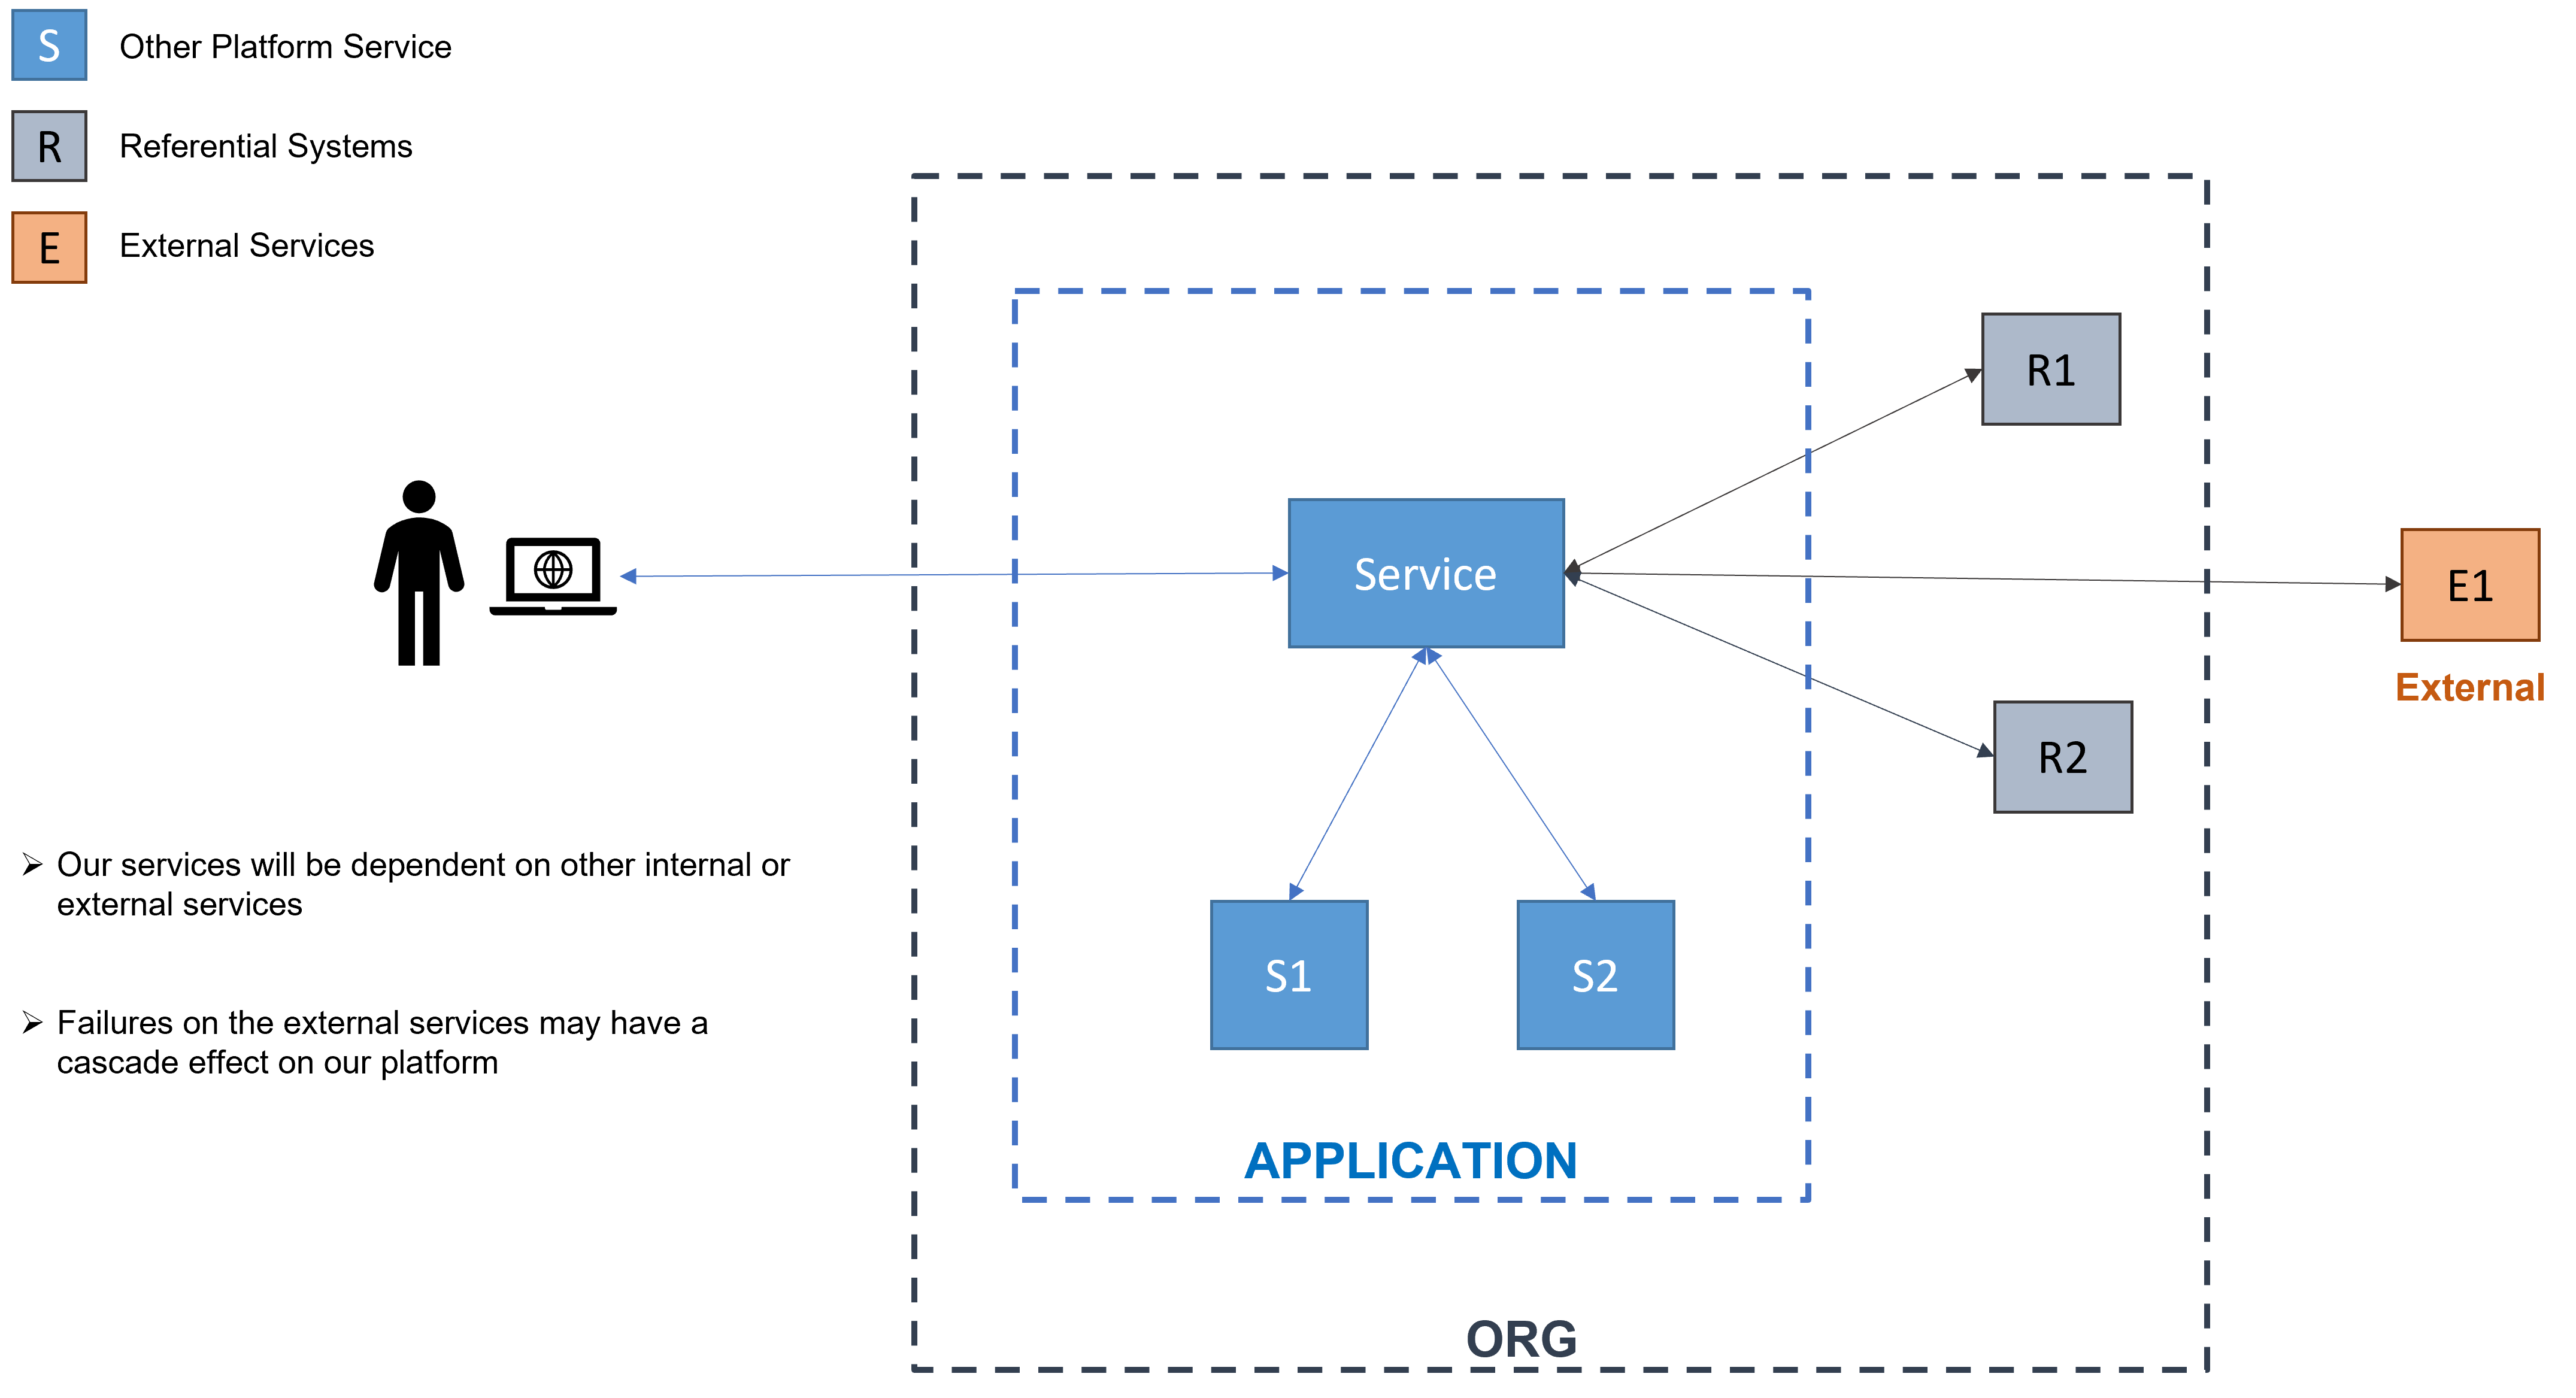 S
Other Platform Service
R
Referential Systems
E
External Services
R1
Service
E1
External
R2
Our services will be dependent on other internal or
external services
S1
S2
Failures on the external services may have a
cascade effect on our platform
APPLICATION
ORG